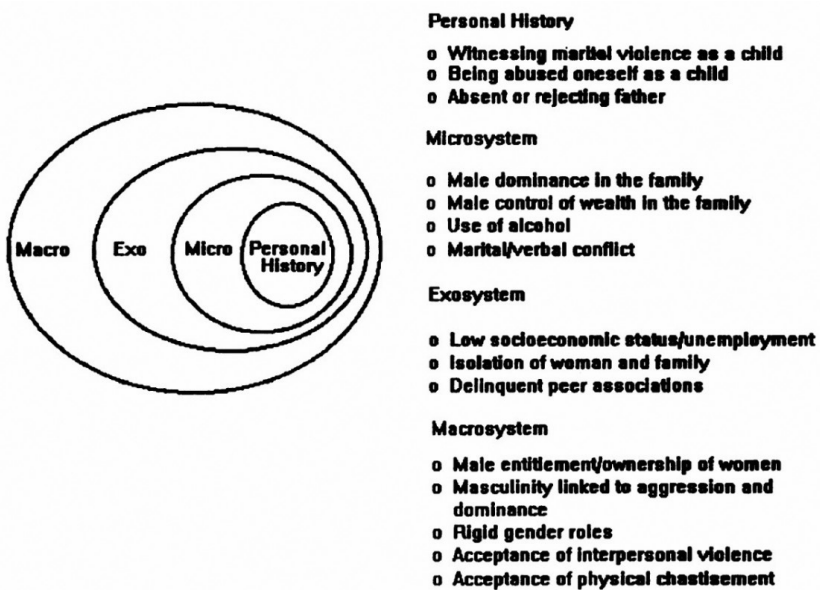 Macro Exo Micro Personal
History
Personal History
o Witnessing maritel violence as a child
o Being abused oneself as a child
o Absent or rejecting father
Microsystem
o Male dominance in the family
o Male control of wealth in the family
o Use of alcohol
o Marital/verbal conflict
Exosystem
o Low socioeconomic status/unemployment
o Isolation of woman and family
o Delinquent peer associations
Macrosystem
o Male entitlement/ownership of women
o Masculinity linked to aggression and
dominance
o Rigid gender roles
o Acceptance of interpersonal violence
o Acceptance of physical chastisement